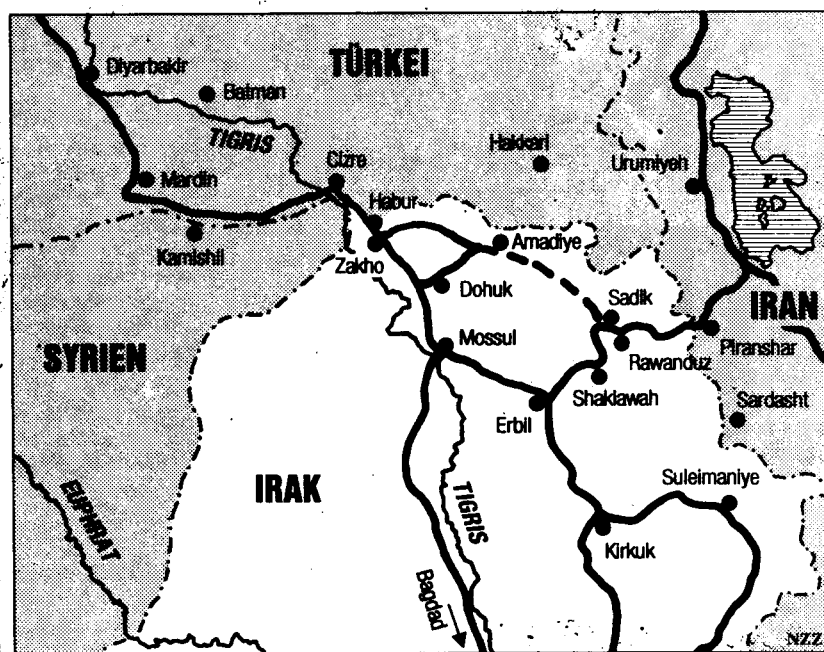 Diyarbakir
TÜRKEI
Batman
TIGRIS
Hakkari
Cizre
Urumiyeh
Mardin
Habur
Kamishli
Zakho
Amadiye
Dohuk
Sadik
IRAN
SYRIEN
Mossul
Rawanduz
Piranshar
Shaklawah
Sardasht
Erbil
IRAK
EUPHRAT
TIGRIS
Suleimaniye
Kirkuk
Bagdad
NZZ